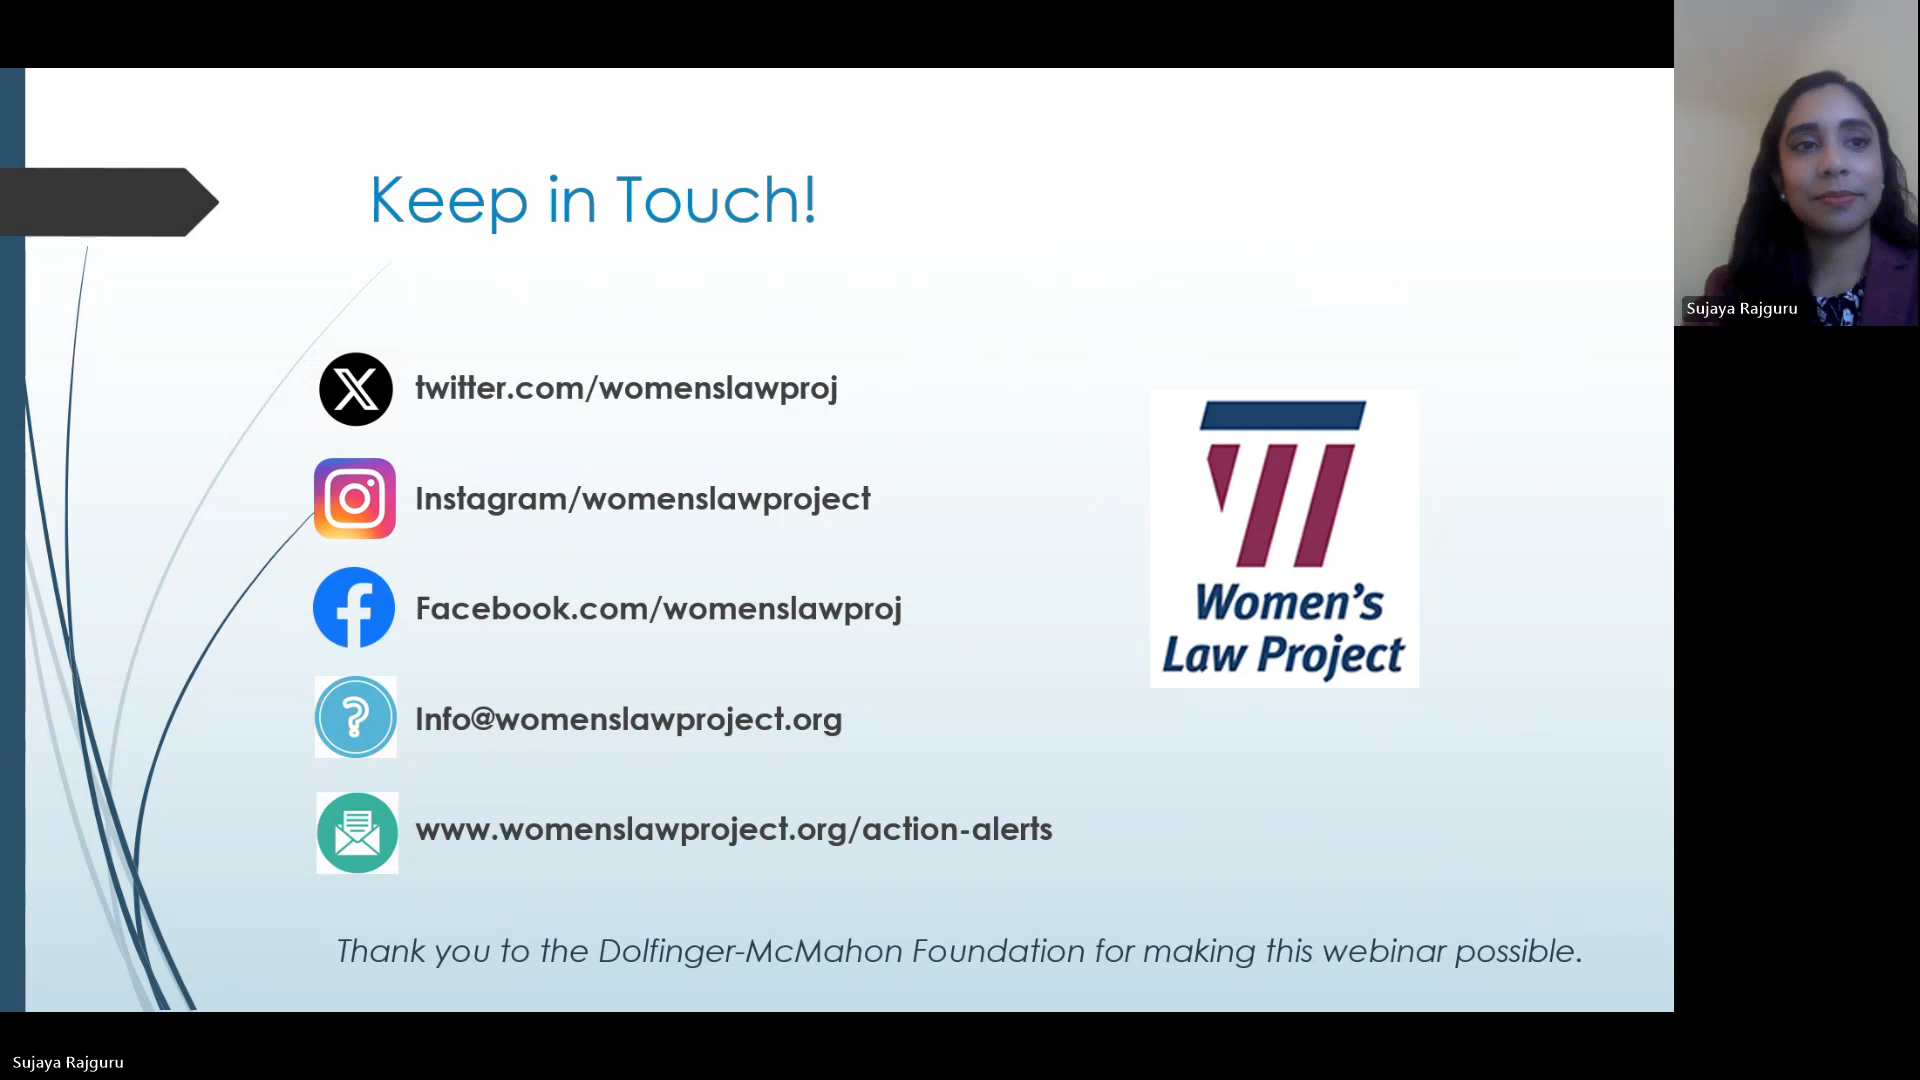 Keep in Touch!
twitter.com/womenslawproj
Instagram/womenslawproject
Facebook.com/womenslawproj
Info@womenslawproject.org
www.womenslawproject.org/action-alerts
Women's
Law Project
Thank you to the Dolfinger-McMahon Foundation for making this webinar possible.
Sujaya Rajguru
Sujaya Rajguru